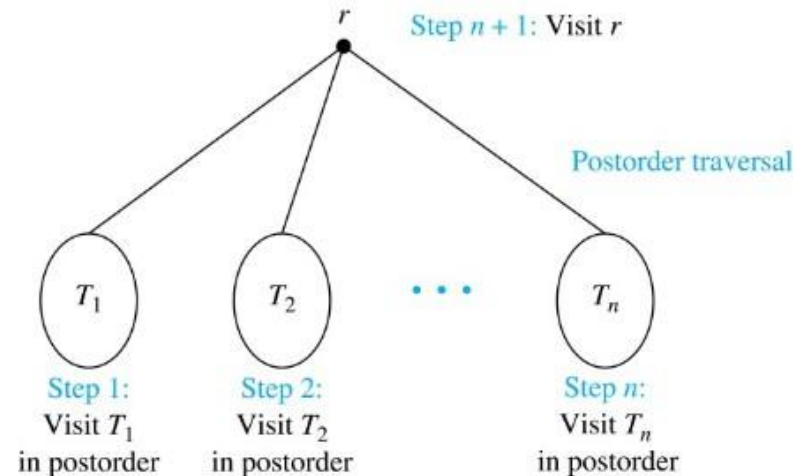 r
Step n + 1: Visit r
Postorder traversal
T1
T2
• • •
Tn
Step 1:
Visit T1
in postorder
Step 2:
Visit T2
in postorder
Step n:
Visit Tn
in postorder